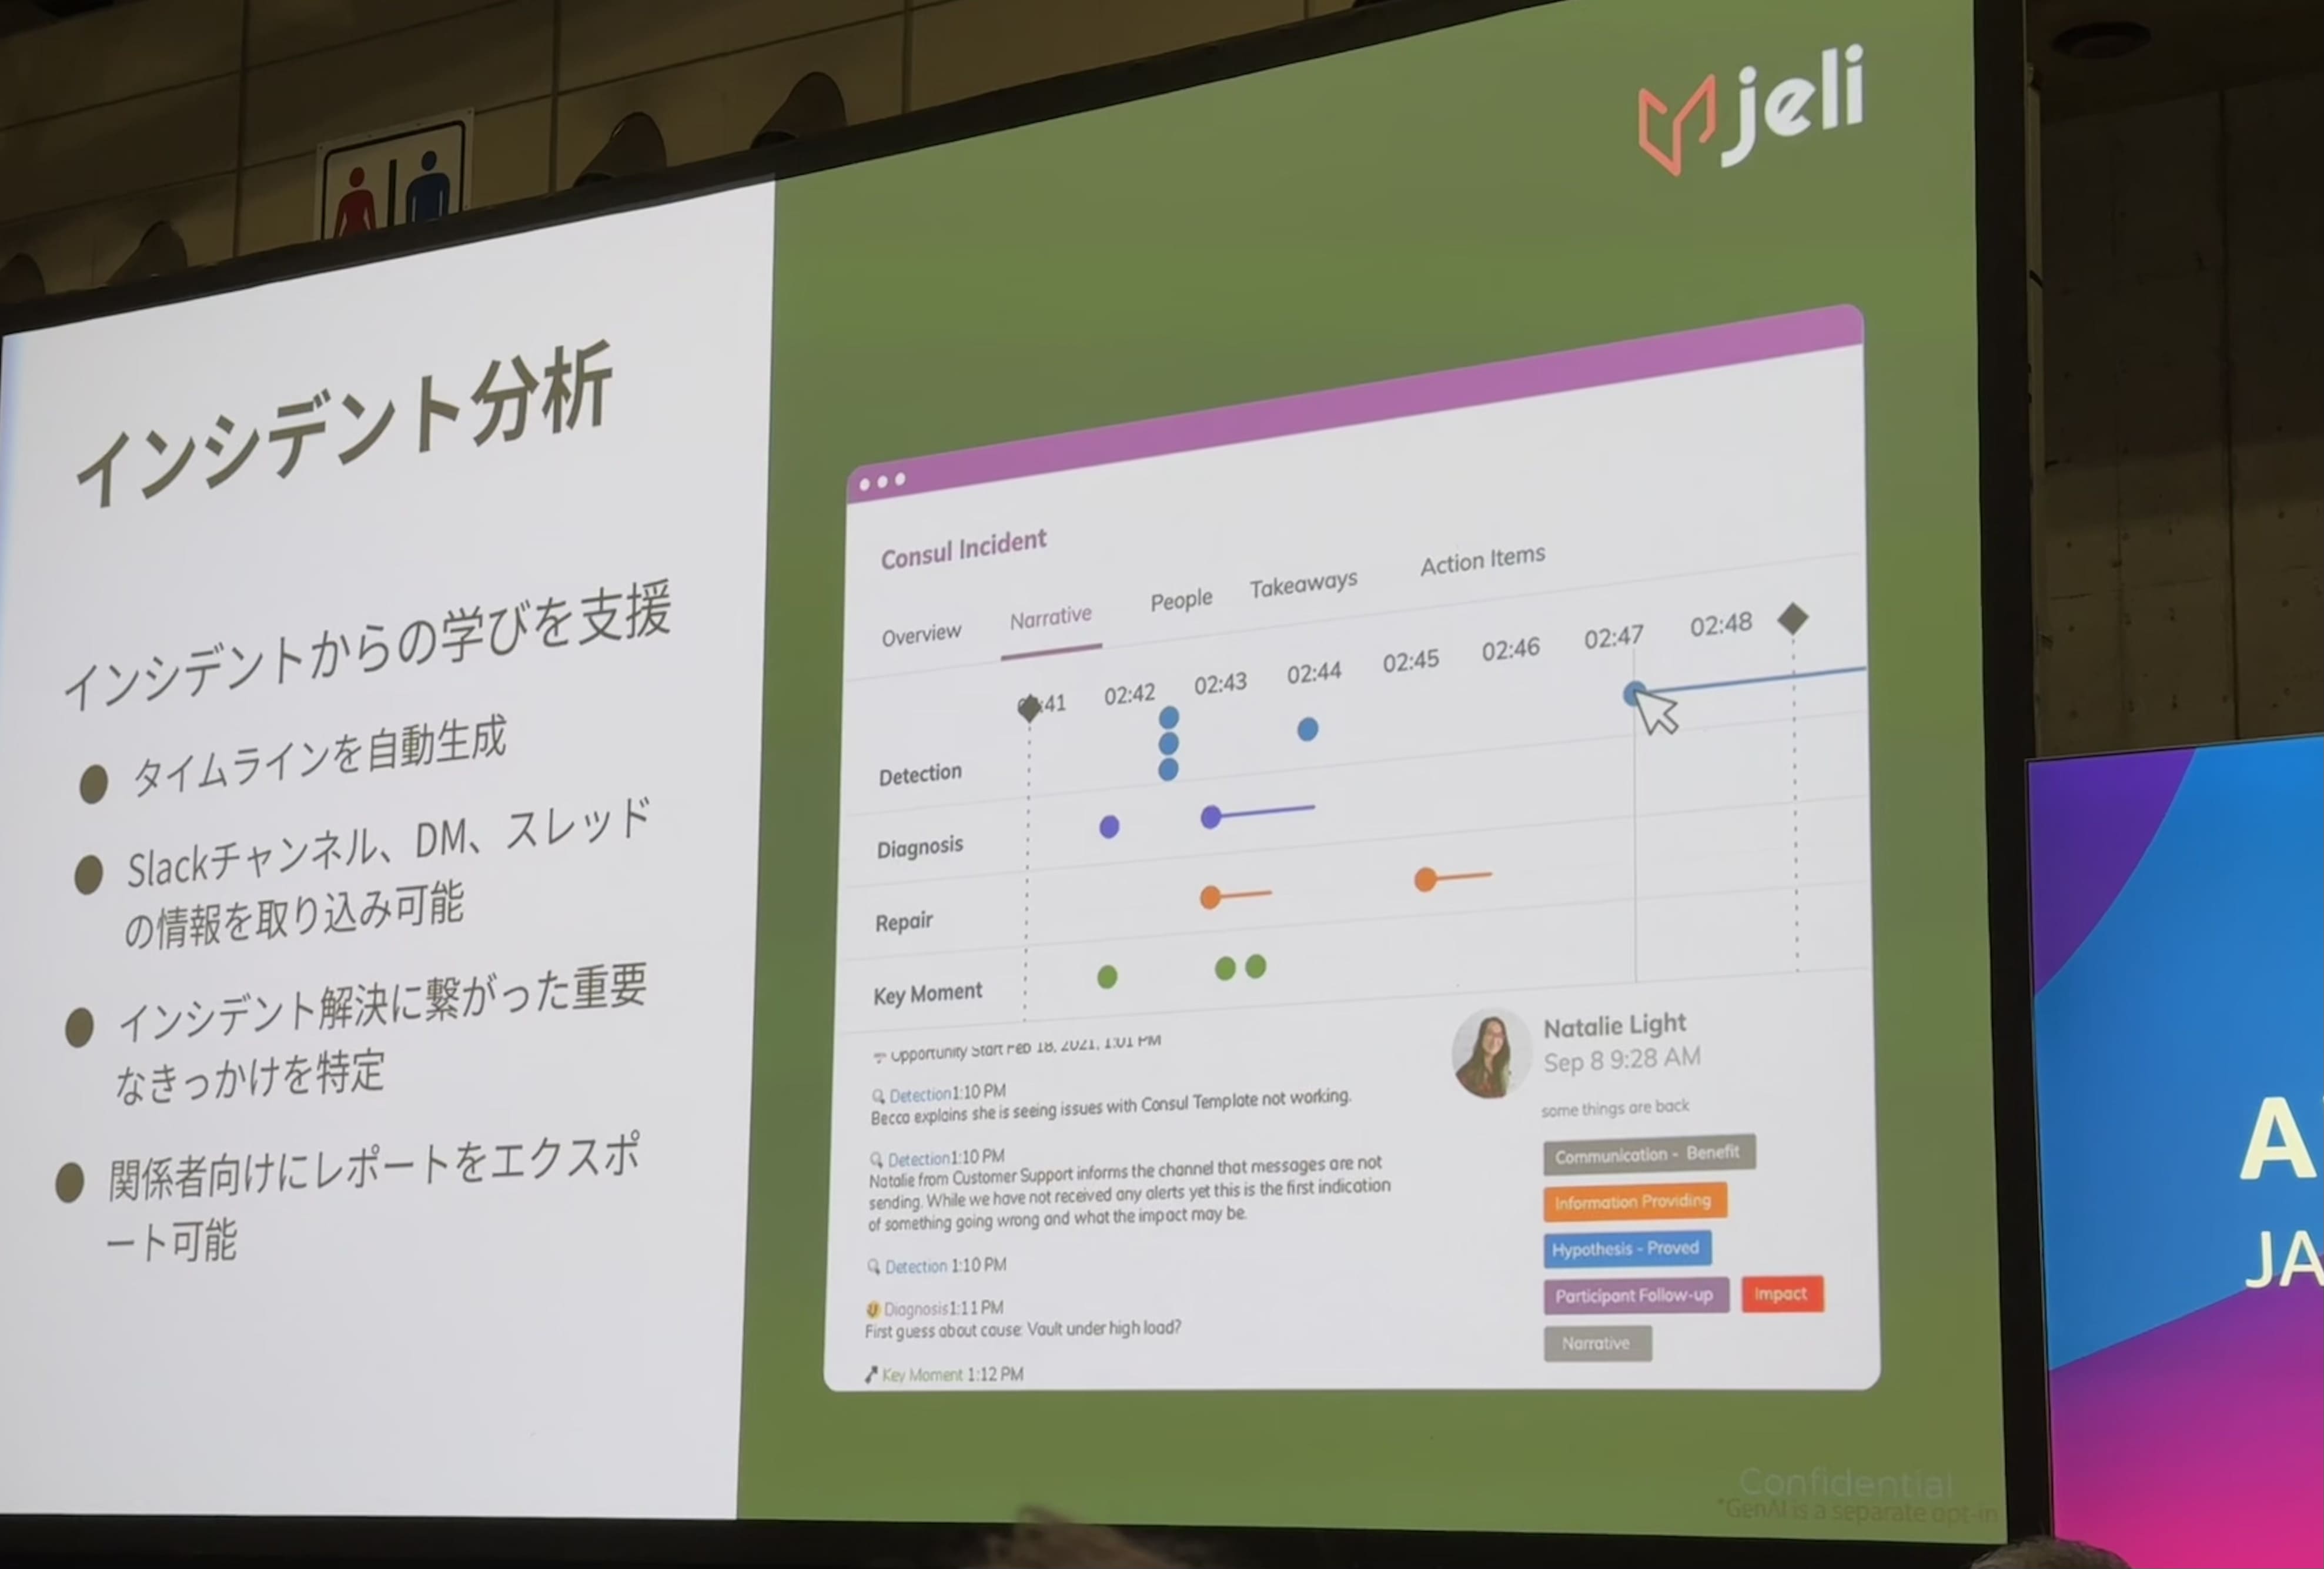 インシデント分析
インシデントからの学びを支援
● タイムラインを自動生成
● Slackチャンネル、DM、スレッド
の情報を取り込み可能
● インシデント解決に繋がった重要
なきっかけを特定
● 関係者向けにレポートをエクスポ
ート可能
jeli
Consul Incident
Overview Narrative People Takeaways Action Items
:41 02:42 02:43 02:44 02:45 02:46 02:47 02:48
Detection
Diagnosis
Repair
Key Moment
Opportunity Start Feb 18, 2021, 1:01 PM
Detection 1:10 PM
Becca explains she is seeing issues with Consul Template not working.
Detection 1:10 PM
Natalie from Customer Support informs the channel that messages are not
sending. While we have not received any alerts yet this is the first indication
of something going wrong and what the impact may be.
Detection 1:10 PM
Diagnosis 1:11 PM
First guess about cause: Vault under high load?
Key Moment 1:12 PM
Natalie Light
Sep 8 9:28 AM
some things are back
Communication - Benefit
Information Providing
Hypothesis - Proved
Participant Follow-up Impact
Narrative
Confidential
*GenAI is a separate opt-in
A
JA